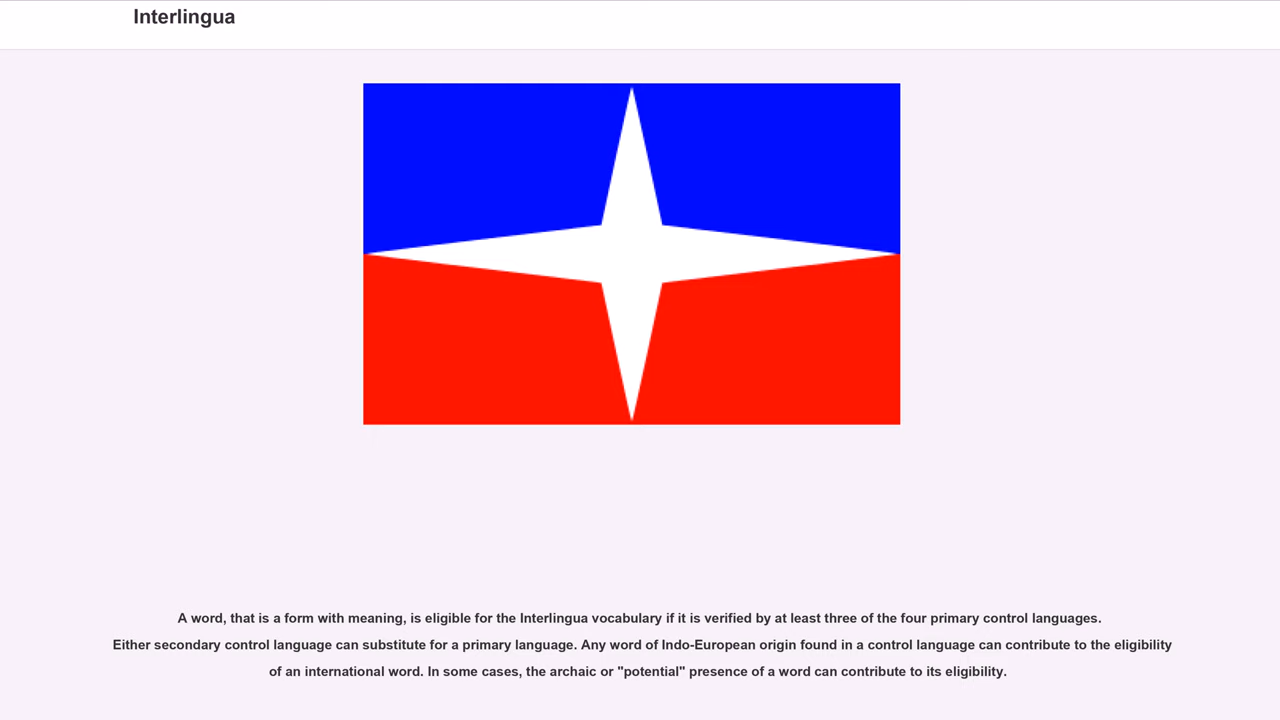 Interlingua
A word, that is a form with meaning, is eligible for the Interlingua vocabulary if it is verified by at least three of the four primary control languages.
Either secondary control language can substitute for a primary language. Any word of Indo-European origin found in a control language can contribute to the eligibility
of an international word. In some cases, the archaic or "potential" presence of a word can contribute to its eligibility.